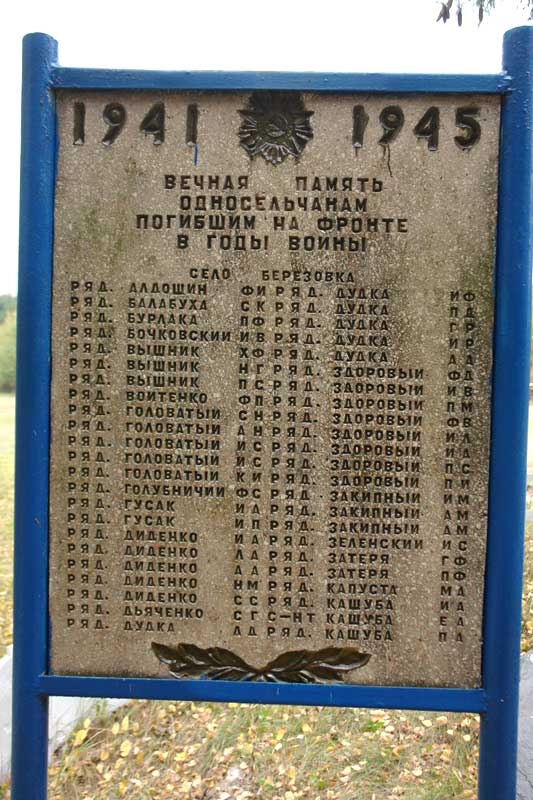 1941 1945
ВЕЧНАЯ ПАМЯТЬ
ОДНОСЕЛЬЧАНАМ
ПОГИБШИМ НА ФРОНТЕ
В ГОДЫ ВОЙНЫ
СЕЛО БЕРЕЗОВКА
РЯД. АЛДОШИН ФИ РЯД. ДУДКА ИФ
РЯД. БАЛАБУХА СК РЯД. ДУДКА ПД
РЯД. БУРЛАКА ПФ РЯД. ДУДКА ГР
РЯД. БОЧКОВСКИЙ ИВ РЯД. ДУДКА ИР
РЯД. ВЫШНИК ХФ РЯД. ДУДКА АА
РЯД. ВЫШНИК НГ РЯД. ЗДОРОВЫЙ ФД
РЯД. ВЫШНИК ПС РЯД. ЗДОРОВЫЙ ИВ
РЯД. ВОИТЕНКО ФП РЯД. ЗДОРОВЫЙ ПМ
РЯД. ГОЛОВАТЫЙ СН РЯД. ЗДОРОВЫЙ ФВ
РЯД. ГОЛОВАТЫЙ АН РЯД. ЗДОРОВЫЙ ИЛ
РЯД. ГОЛОВАТЫЙ ИС РЯД. ЗДОРОВЫЙ ИД
РЯД. ГОЛОВАТЫЙ ИС РЯД. ЗДОРОВЫЙ ПС
РЯД. ГОЛОВАТЫЙ КИ РЯД. ЗДОРОВЫЙ ПИ
РЯД. ГОЛУБНИЧИЙ ФС РЯД. ЗАКИПНЫЙ ИМ
РЯД. ГУСАК ИА РЯД. ЗАКИПНЫЙ АМ
РЯД. ГУСАК ИП РЯД. ЗАКИПНЫЙ АМ
РЯД. ДИДЕНКО ИА РЯД. ЗЕЛЕНСКИЙ ИС
РЯД. ДИДЕНКО ЛА РЯД. ЗАТЕРЯ ГФ
РЯД. ДИДЕНКО АА РЯД. ЗАТЕРЯ ПФ
РЯД. ДИДЕНКО НМ РЯД. КАПУСТА МА
РЯД. ДИДЕНКО СС РЯД. КАШУБА ИА
РЯД. ДЬЯЧЕНКО СГ С-НТ КАШУБА ЕА
РЯД. ДУДКА ЛД РЯД. КАШУБА ПА